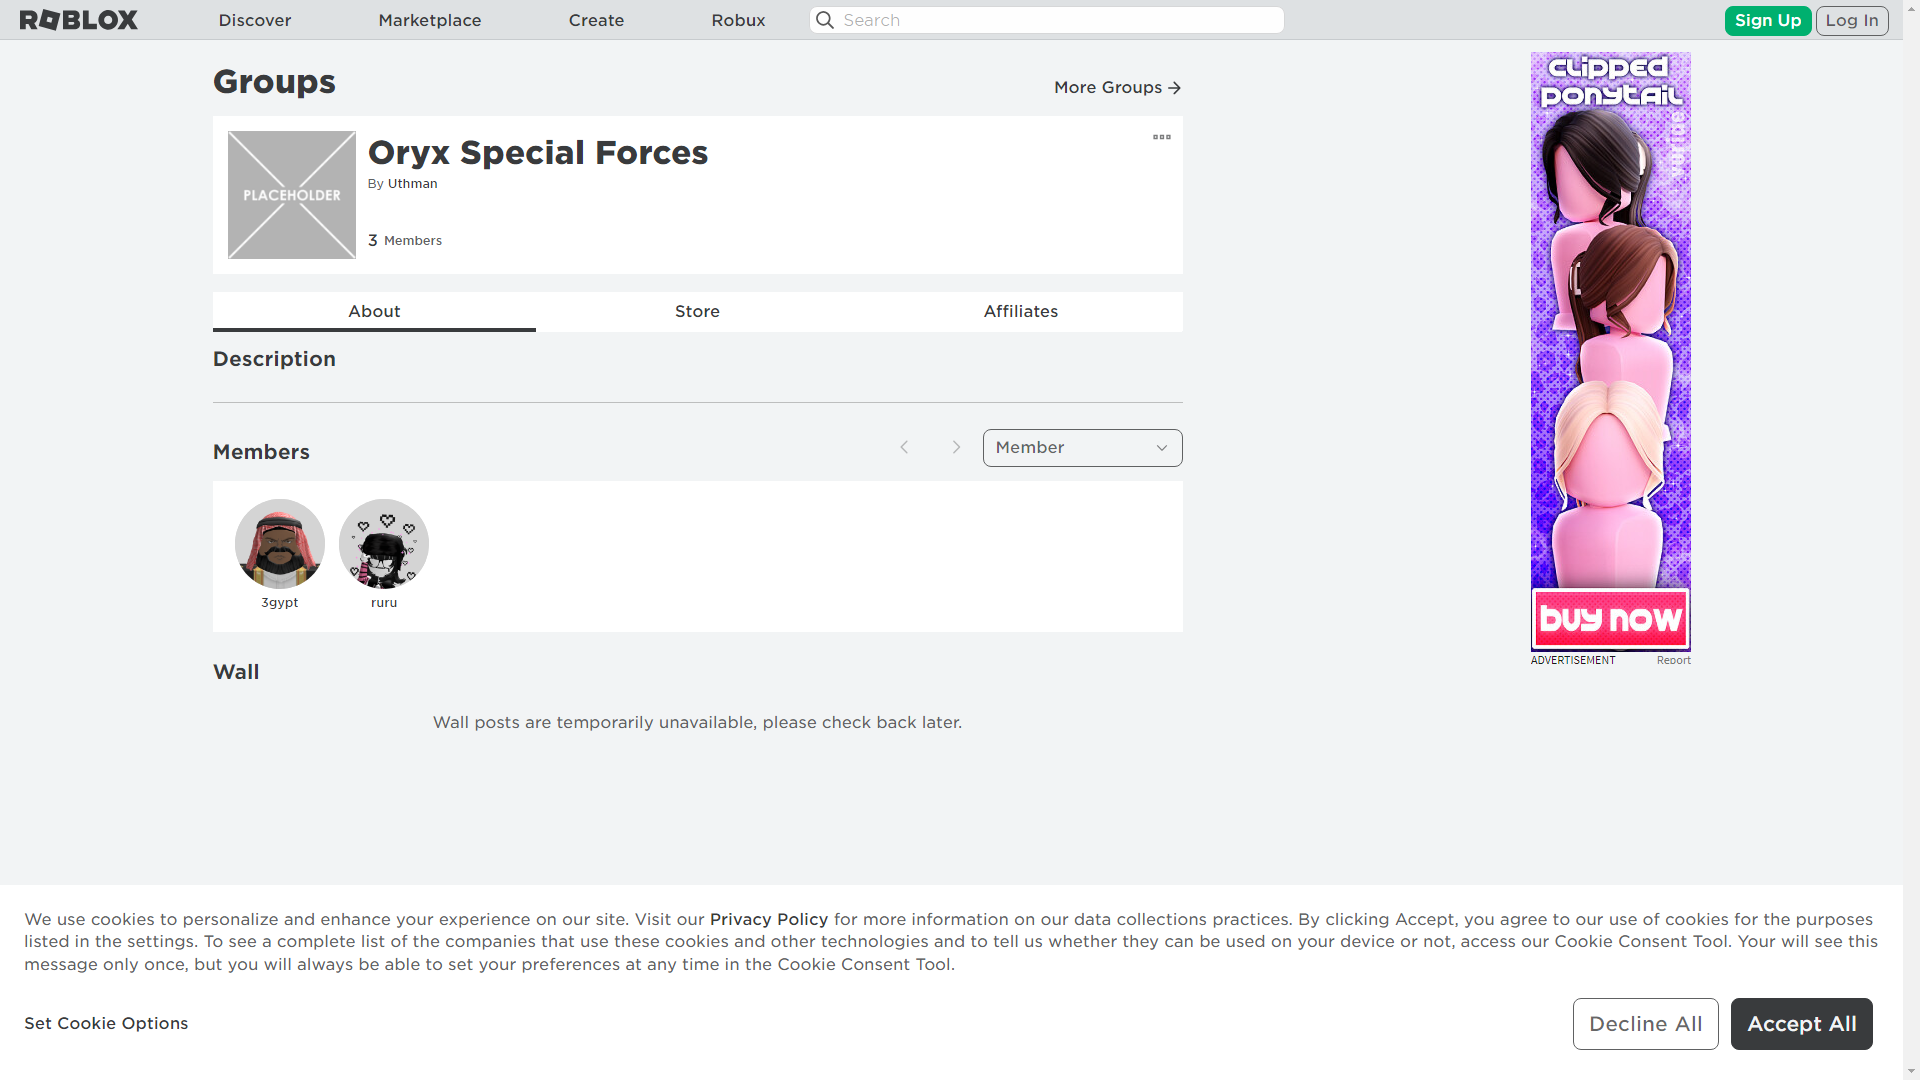 ROBLOX
Discover
Marketplace
Create
Robux
Search
Sign Up
Log In
Groups
More Groups
PLACEHOLDER
Oryx Special Forces
By Uthman
3 Members
About
Store
Affiliates
Description
Members
Member
3gypt
ruru
Wall
Wall posts are temporarily unavailable, please check back later.
clipped
ponytail
buy now
ADVERTISEMENT
Report
We use cookies to personalize and enhance your experience on our site. Visit our Privacy Policy for more information on our data collections practices. By clicking Accept, you agree to our use of cookies for the purposes
listed in the settings. To see a complete list of the companies that use these cookies and other technologies and to tell us whether they can be used on your device or not, access our Cookie Consent Tool. Your will see this
message only once, but you will always be able to set your preferences at any time in the Cookie Consent Tool.
Set Cookie Options
Decline All
Accept All